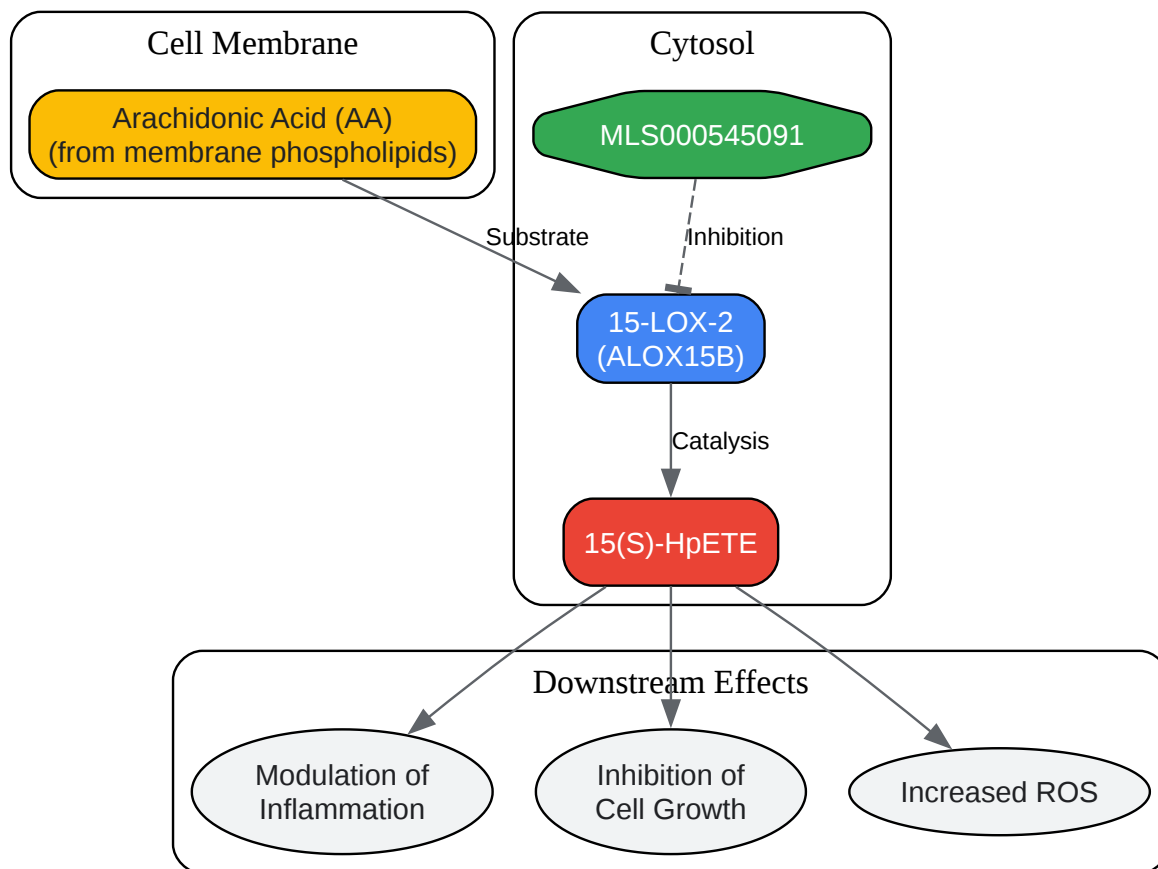 Cell Membrane
Cytosol
Arachidonic Acid (AA)
(from membrane phospholipids)
MLS000545091
Substrate
Inhibition
15-LOX-2
(ALOX15B)
Catalysis
15(S)-HpETE
Downstream Effects
Modulation of
Inflammation
Inhibition of
Cell Growth
Increased ROS